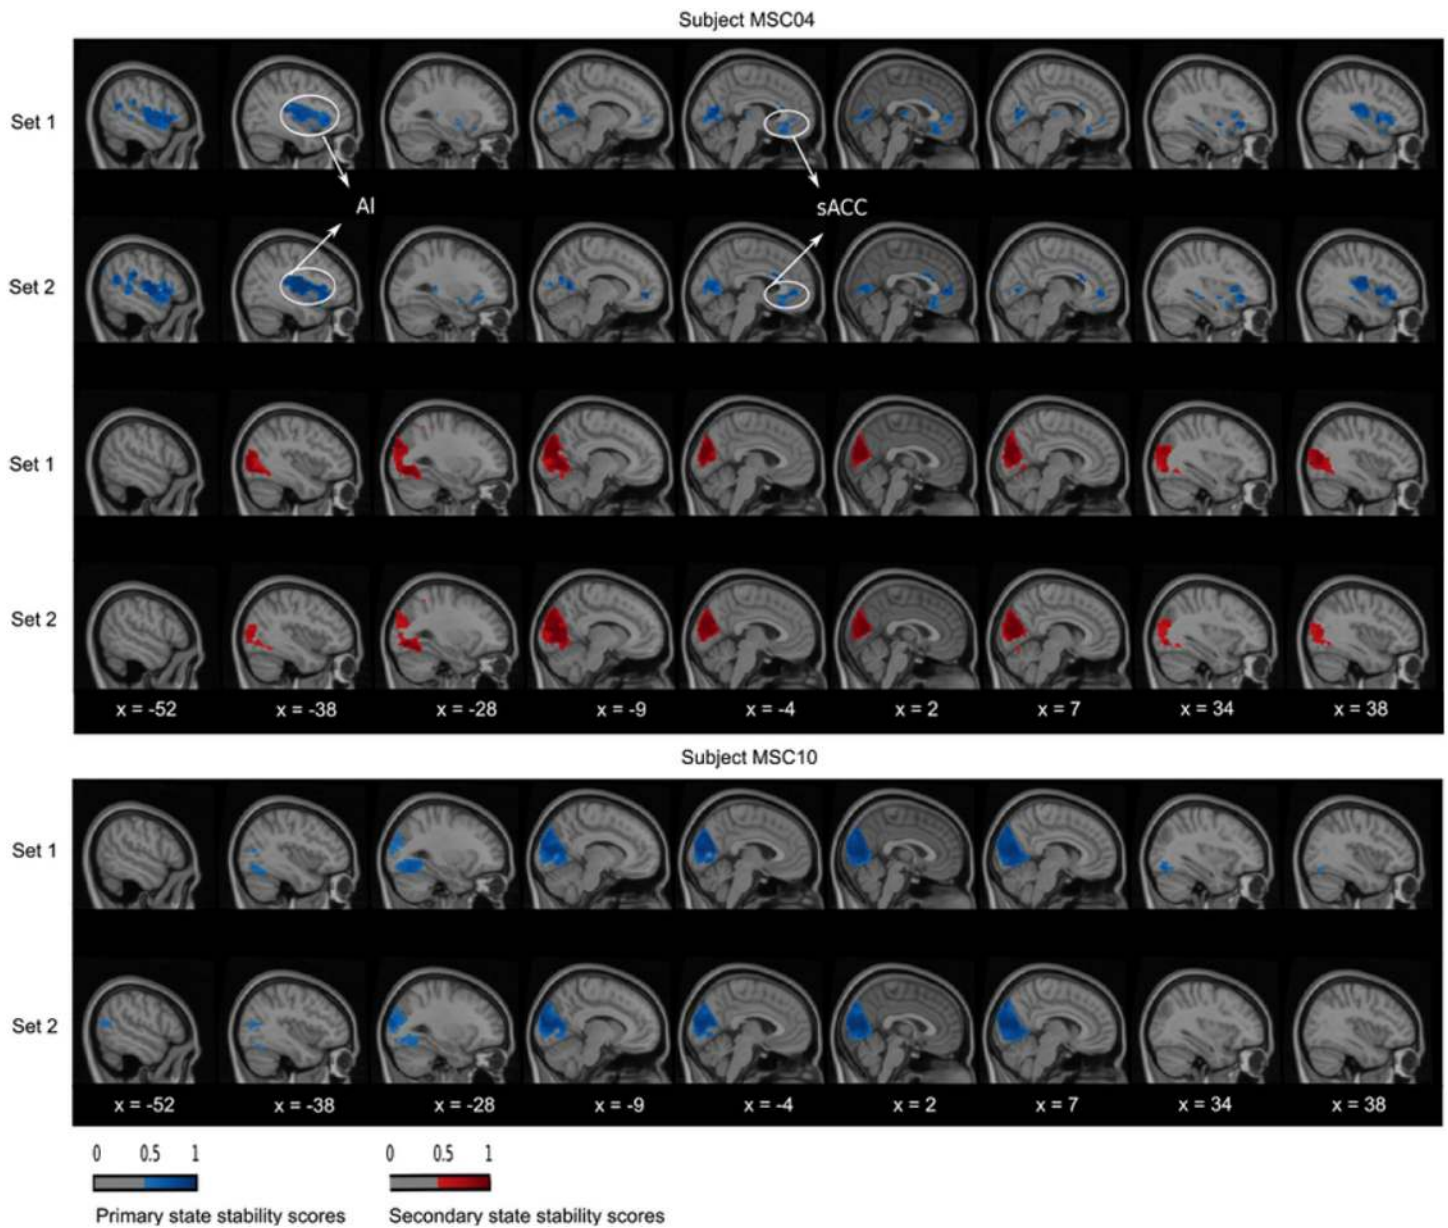 Subject MSC04
Set 1
AI
sACC
Set 2
Set 1
Set 2
x = -52 x = -38 x = -28 x = -9 x = -4 x = 2 x = 7 x = 34 x = 38
Subject MSC10
Set 1
Set 2
x = -52 x = -38 x = -28 x = -9 x = -4 x = 2 x = 7 x = 34 x = 38
0 0.5 1 0 0.5 1
Primary state stability scores Secondary state stability scores